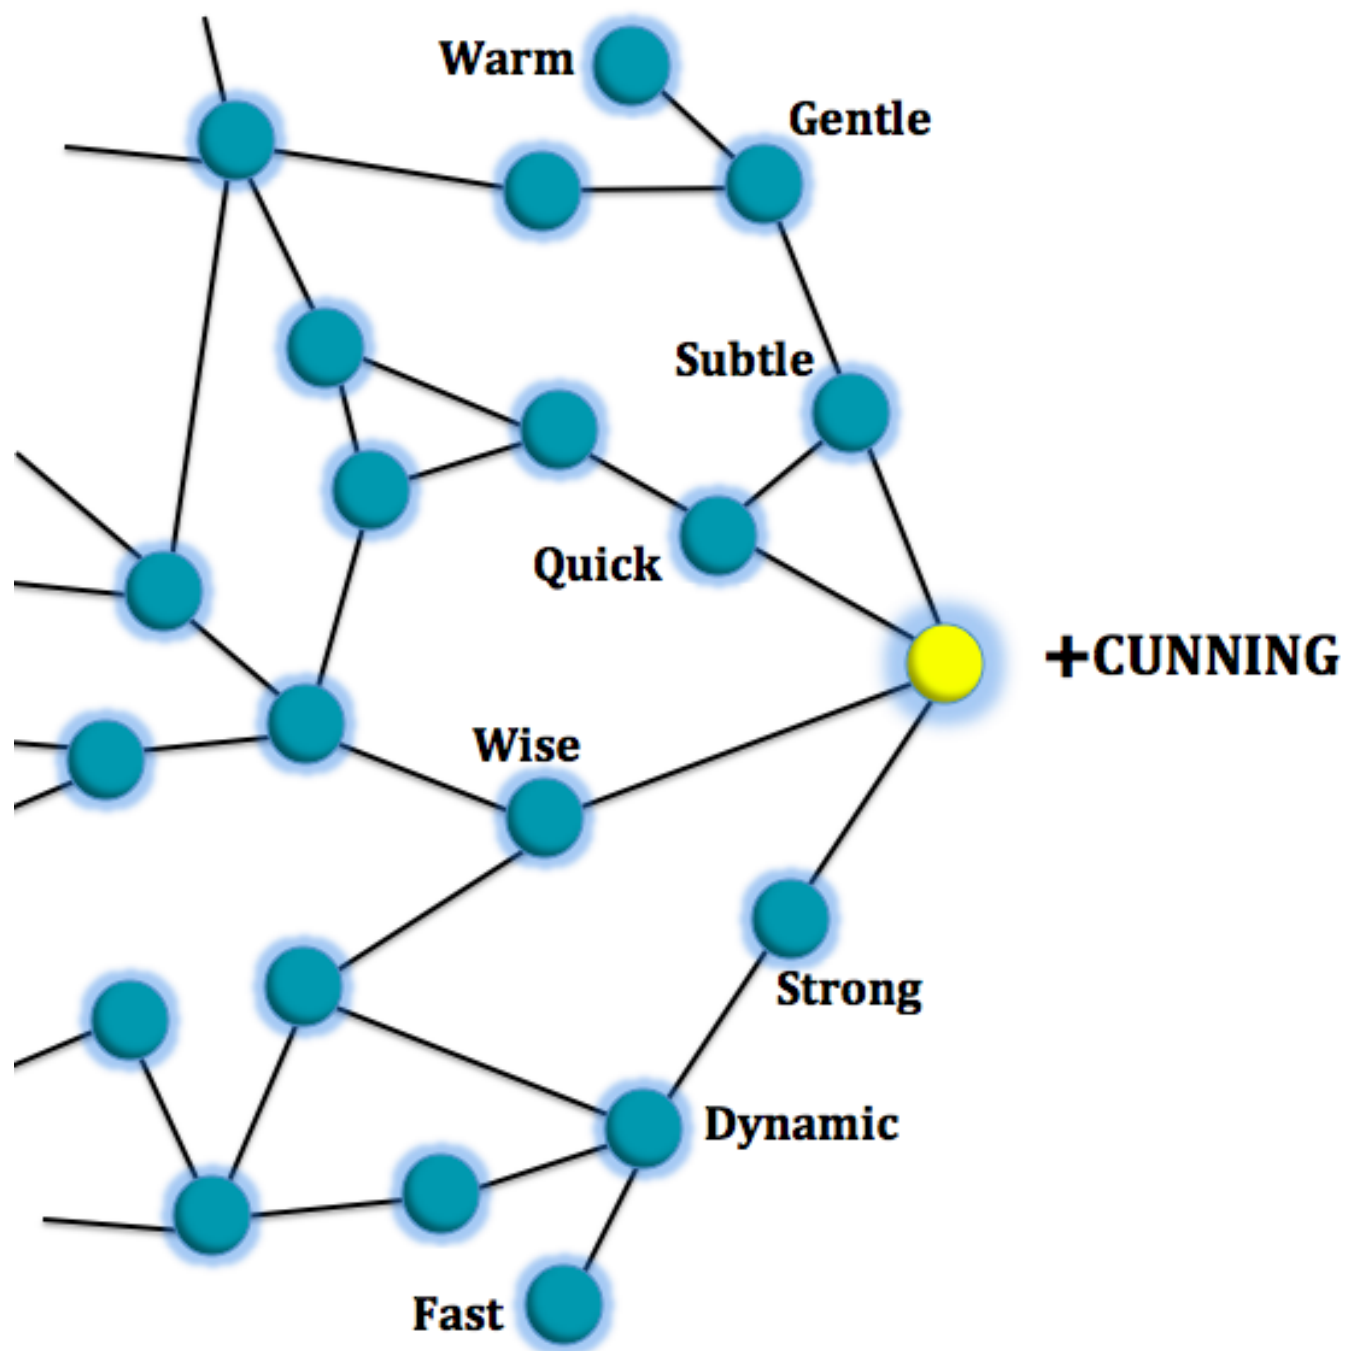 Warm
Gentle
Subtle
Quick
+CUNNING
Wise
Strong
Dynamic
Fast